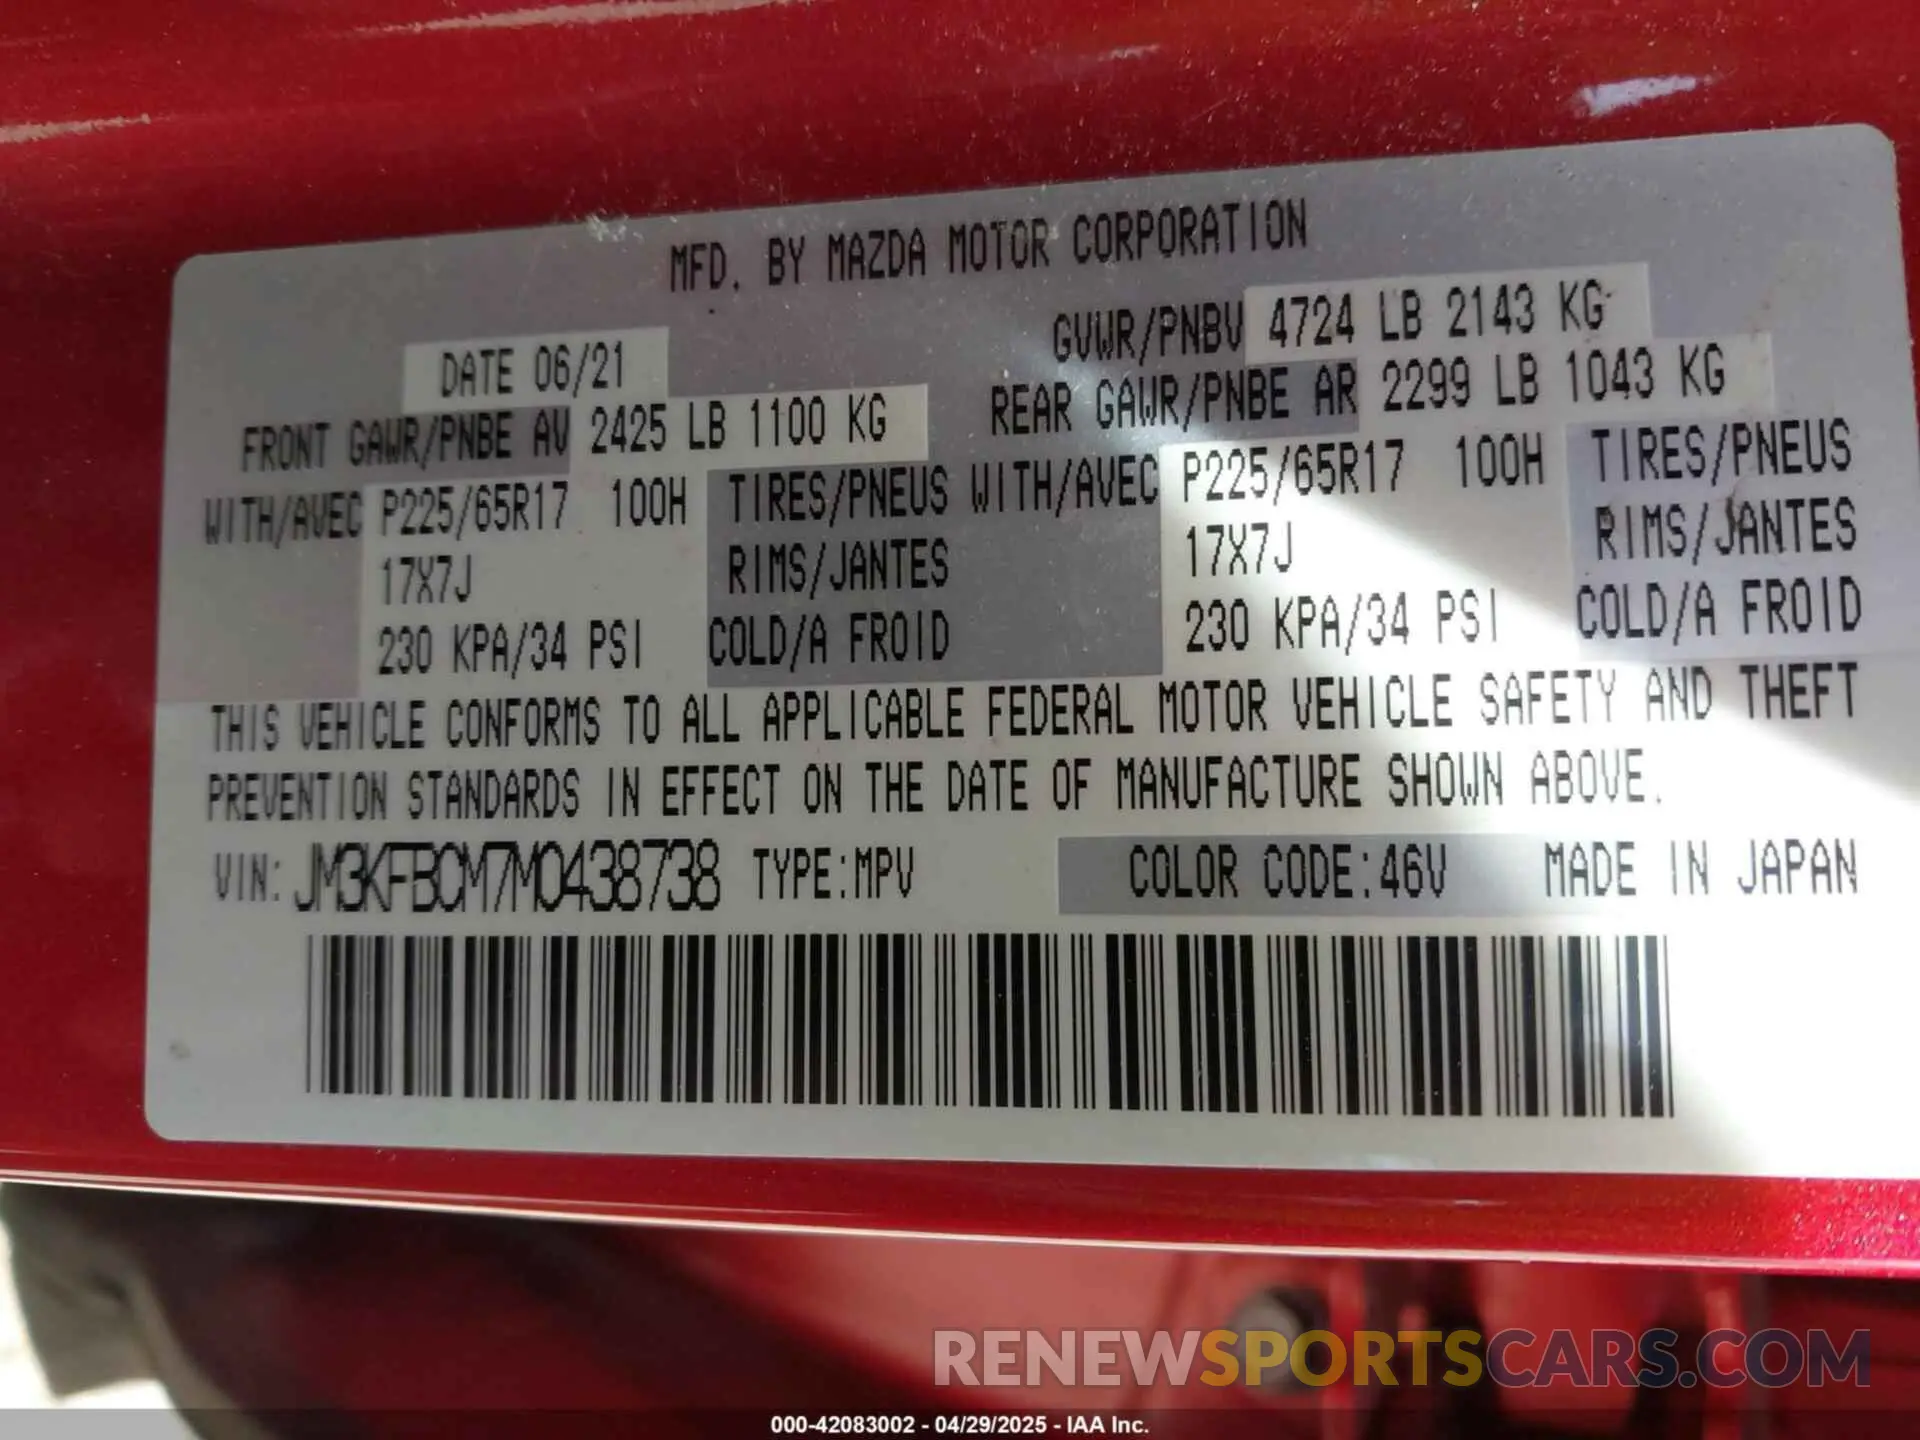 MFD. BY MAZDA MOTOR CORPORATION
DATE 06/21 GVWR/PNBV 4724 LB 2143 KG
FRONT GAWR/PNBE AV 2425 LB 1100 KG REAR GAWR/PNBE AR 2299 LB 1043 KG
WITH/AVEC P225/65R17 100H TIRES/PNEUS WITH/AVEC P225/65R17 100H TIRES/PNEUS
17X7J RIMS/JANTES 17X7J RIMS/JANTES
230 KPA/34 PSI COLD/A FROID 230 KPA/34 PSI COLD/A FROID
THIS VEHICLE CONFORMS TO ALL APPLICABLE FEDERAL MOTOR VEHICLE SAFETY AND THEFT
PREVENTION STANDARDS IN EFFECT ON THE DATE OF MANUFACTURE SHOWN ABOVE.
VIN: JM3KFBCM7M0438738 TYPE:MPV COLOR CODE:46V MADE IN JAPAN
RENEWSPORTSCARS.COM
000-42083002 - 04/29/2025 - IAA Inc.